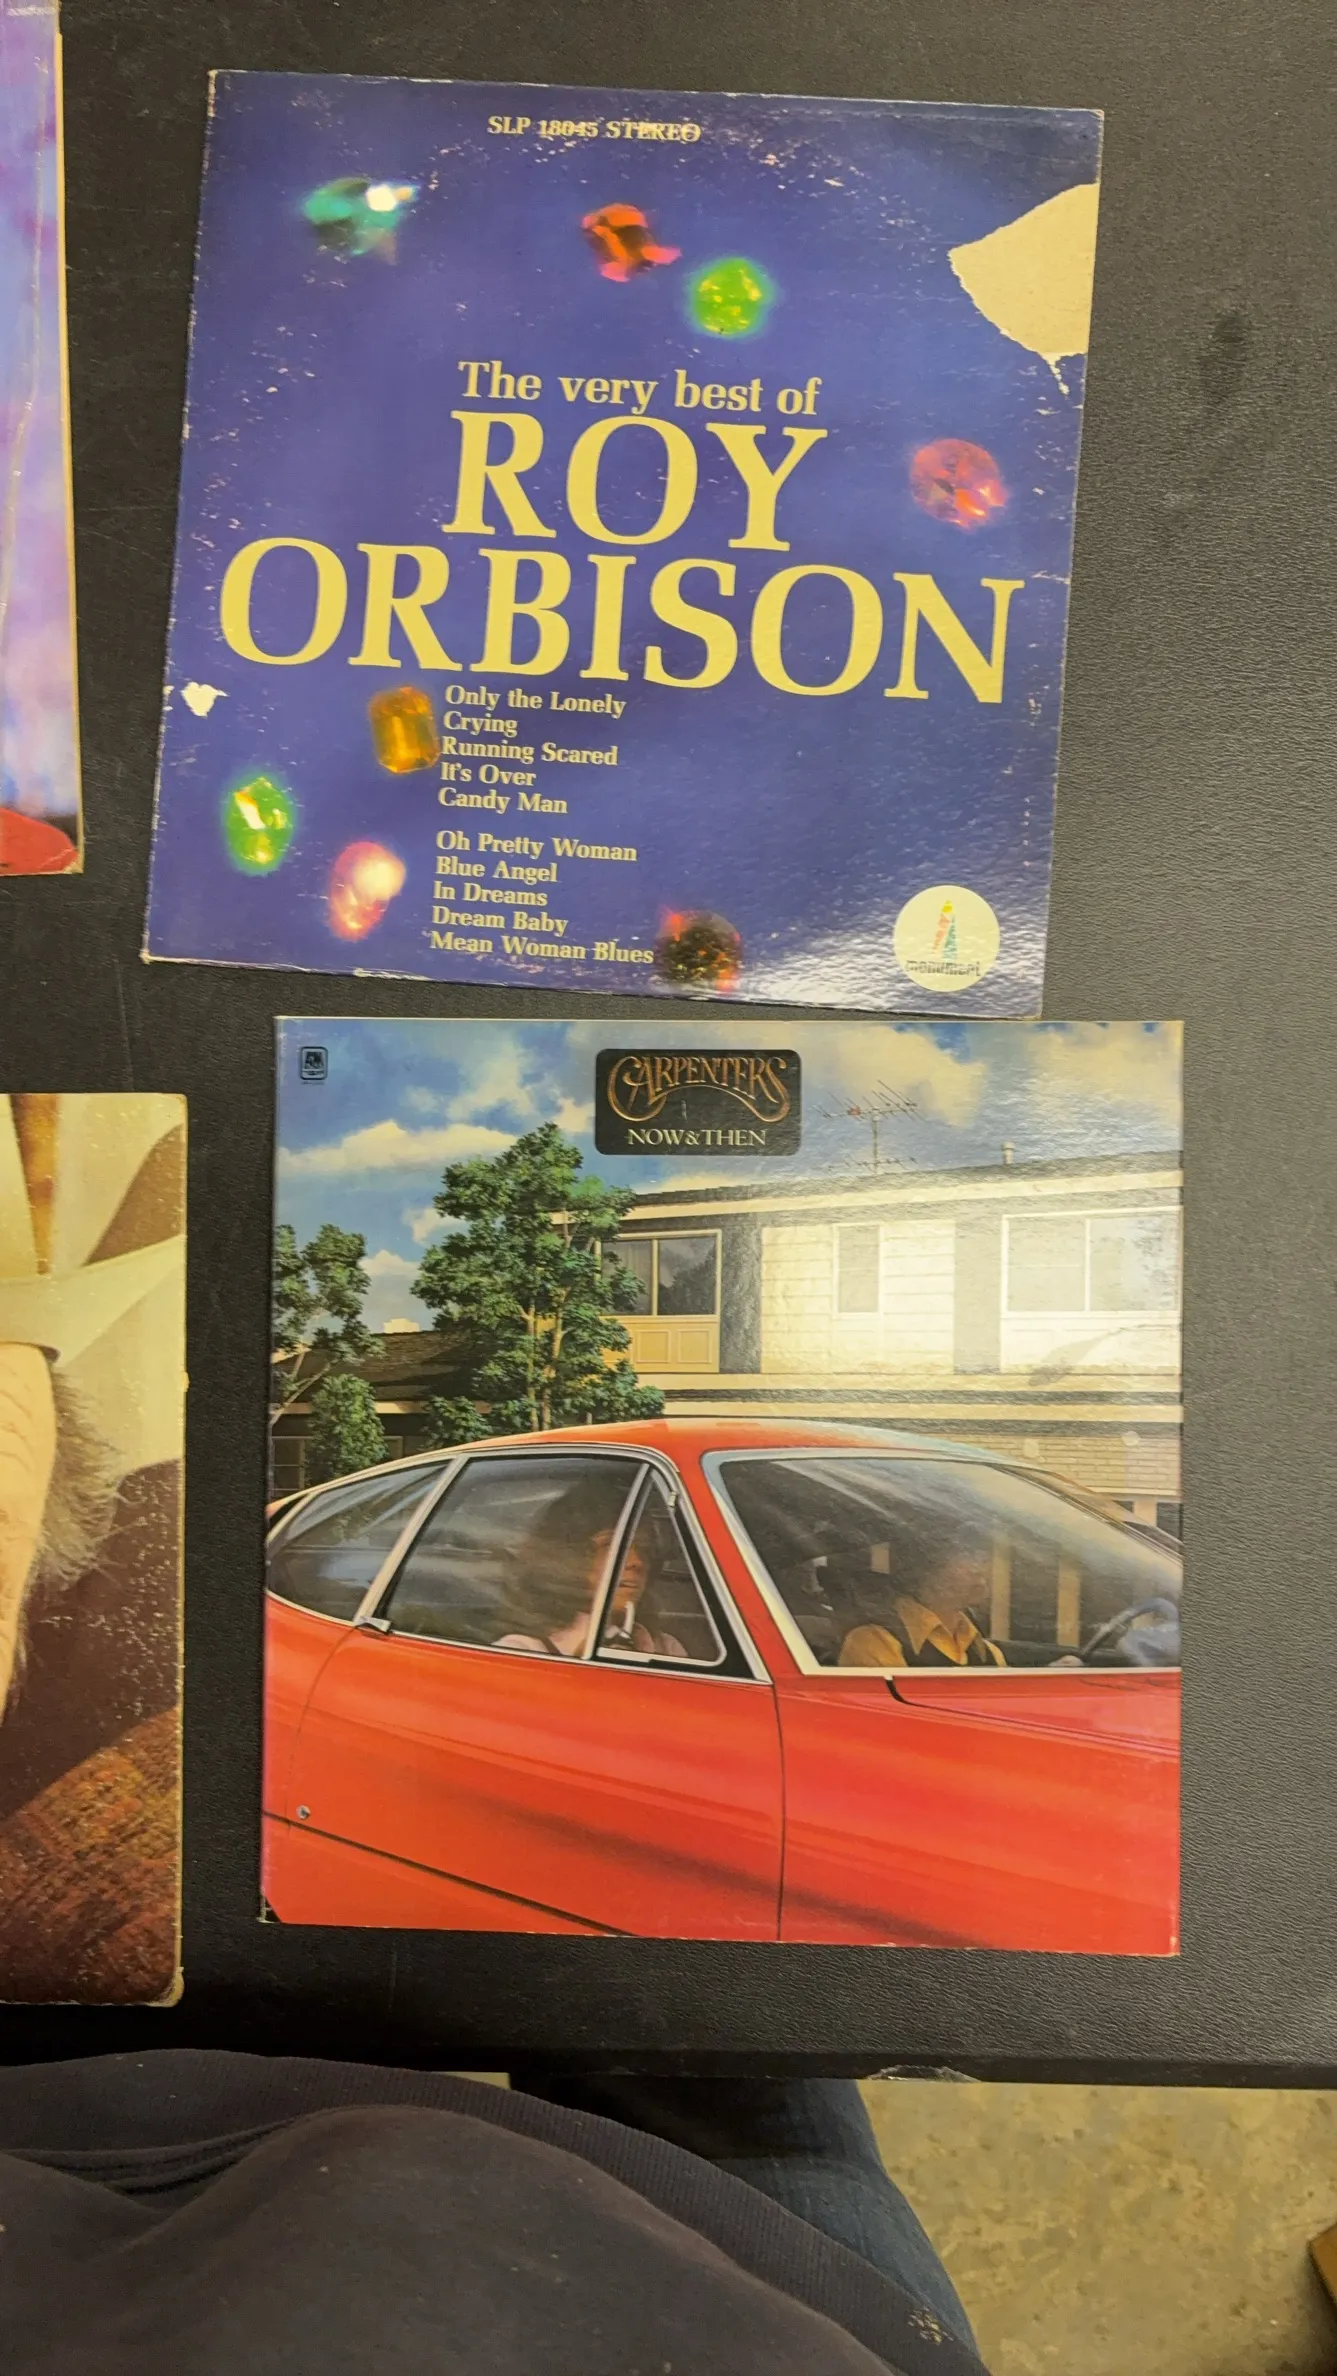 SLP 18045 STEREO
The very best of
ROY
ORBISON
Only the Lonely
Crying
Running Scared
It's Over
Candy Man
Oh Pretty Woman
Blue Angel
In Dreams
Dream Baby
Mean Woman Blues
monument
CARPENTERS
NOW & THEN